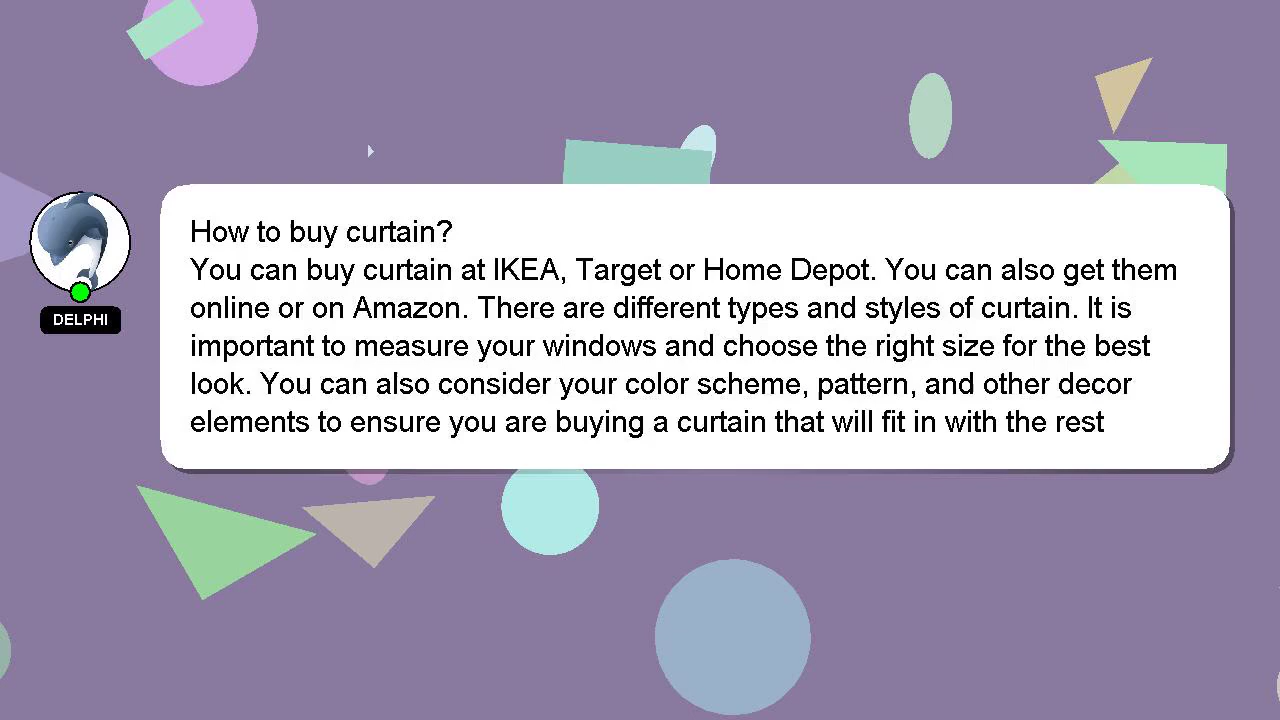 How to buy curtain?
You can buy curtain at IKEA, Target or Home Depot. You can also get them
online or on Amazon. There are different types and styles of curtain. It is
important to measure your windows and choose the right size for the best
look. You can also consider your color scheme, pattern, and other decor
elements to ensure you are buying a curtain that will fit in with the rest
DELPHI